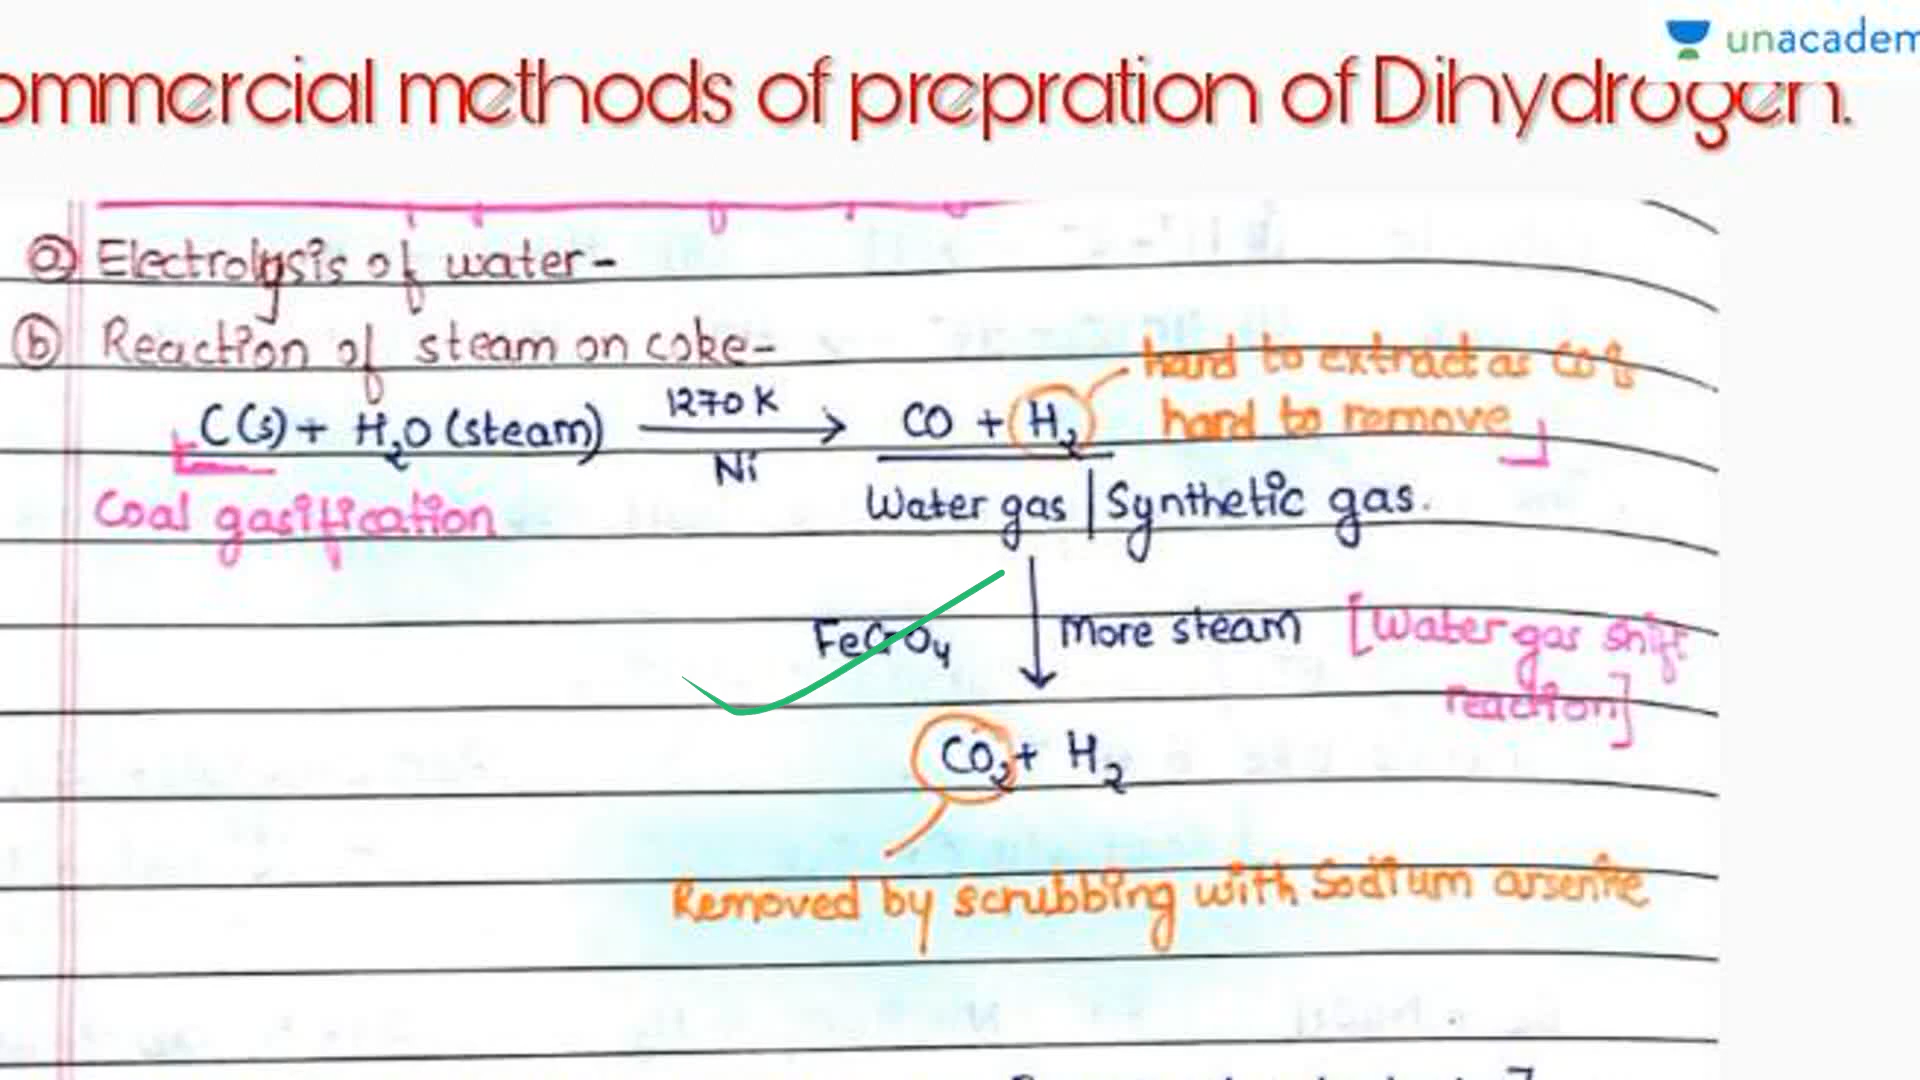 unacadem
ommercial methods of prepration of Dihydrogen.
ⓐ Electrolysis of water-
ⓑ Reaction of steam on coke-
hard to extract as CO is
hard to remove
C(s) + H₂O (steam) 1270 K Ni → CO + H₂
Coal gasification
Water gas | Synthetic gas.
FeCrO₄ ↓ More steam [Water gas shift
reaction]
CO₂ + H₂
Removed by scrubbing with Sodium arsenite